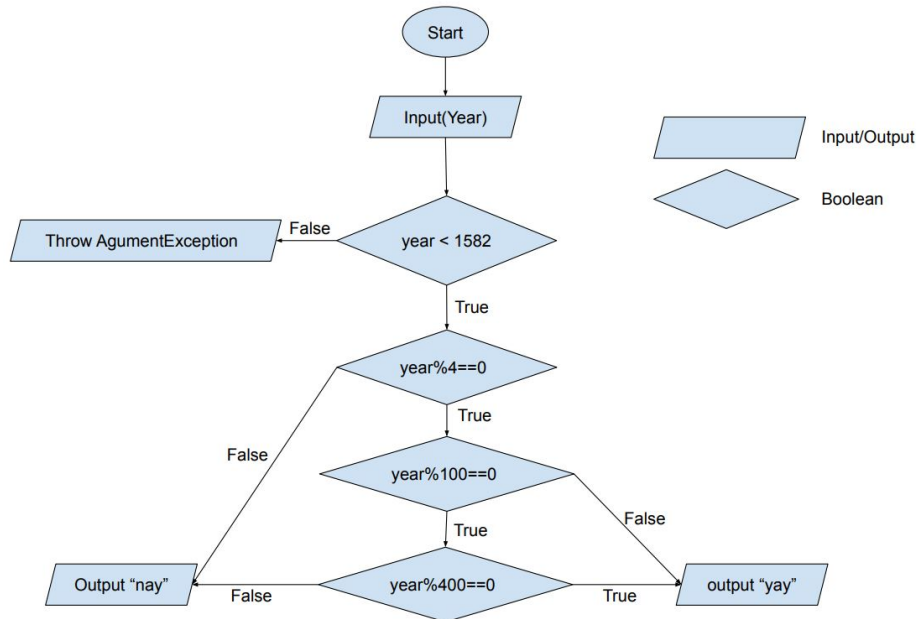 Start
Input(Year)
Input/Output
Boolean
year < 1582
False
Throw AgumentException
True
year%4==0
True
False
year%100==0
False
True
year%400==0
Output “nay”
False
True
output “yay”